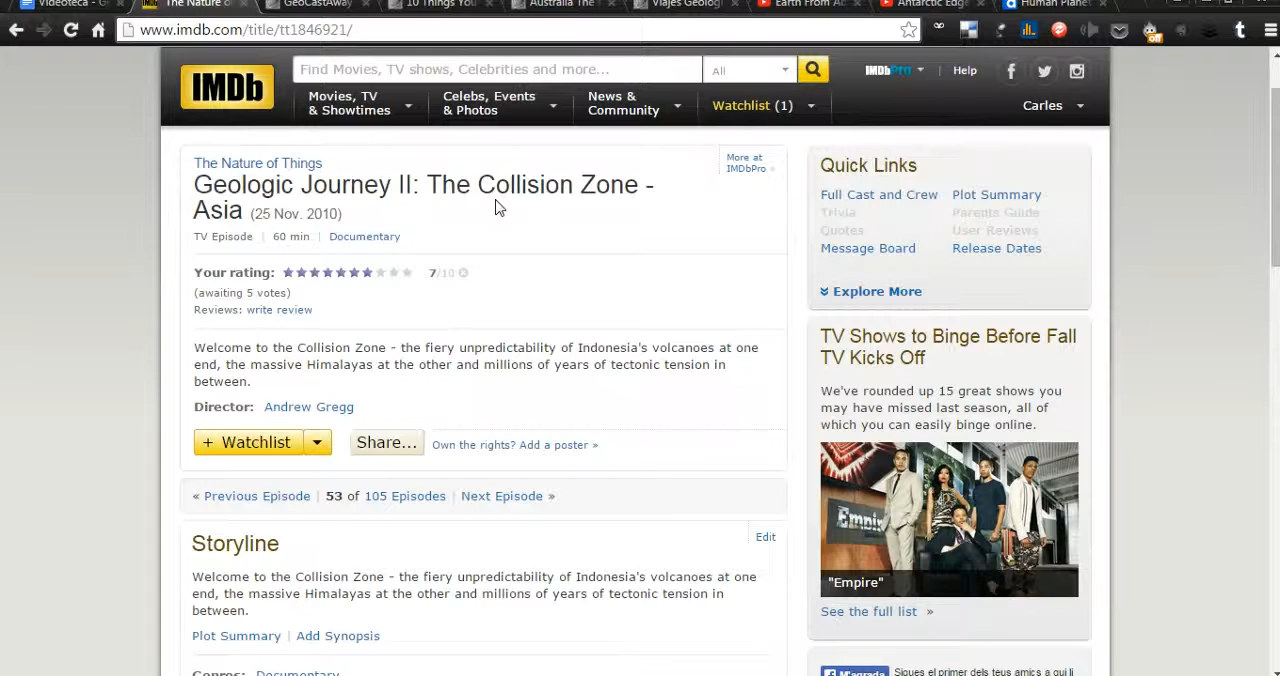 Videoteca -
The Nature of
GeoCastAway
10 Things You
Australia The
Viajes Geolog
Earth From A
Antarctic Edge
Human Planet
www.imdb.com/title/tt1846921/
off
IMDb
Find Movies, TV shows, Celebrities and more...
All
IMDbPro
Help
Movies, TV
& Showtimes
Celebs, Events
& Photos
News &
Community
Watchlist (1)
Carles
The Nature of Things
More at
IMDbPro »
Geologic Journey II: The Collision Zone -
Asia (25 Nov. 2010)
TV Episode | 60 min | Documentary
Your rating: 7/10
(awaiting 5 votes)
Reviews: write review
Welcome to the Collision Zone - the fiery unpredictability of Indonesia's volcanoes at one
end, the massive Himalayas at the other and millions of years of tectonic tension in
between.
Director: Andrew Gregg
+ Watchlist
Share...
Own the rights? Add a poster »
« Previous Episode | 53 of 105 Episodes | Next Episode »
Storyline
Edit
Welcome to the Collision Zone - the fiery unpredictability of Indonesia's volcanoes at one
end, the massive Himalayas at the other and millions of years of tectonic tension in
between.
Plot Summary | Add Synopsis
Genres: Documentary
Quick Links
Full Cast and Crew
Plot Summary
Trivia
Parents Guide
Quotes
User Reviews
Message Board
Release Dates
Explore More
TV Shows to Binge Before Fall
TV Kicks Off
We've rounded up 15 great shows you
may have missed last season, all of
which you can easily binge online.
Empire
"Empire"
See the full list »
M'agrada
Sigues el primer dels teus amics a qui li